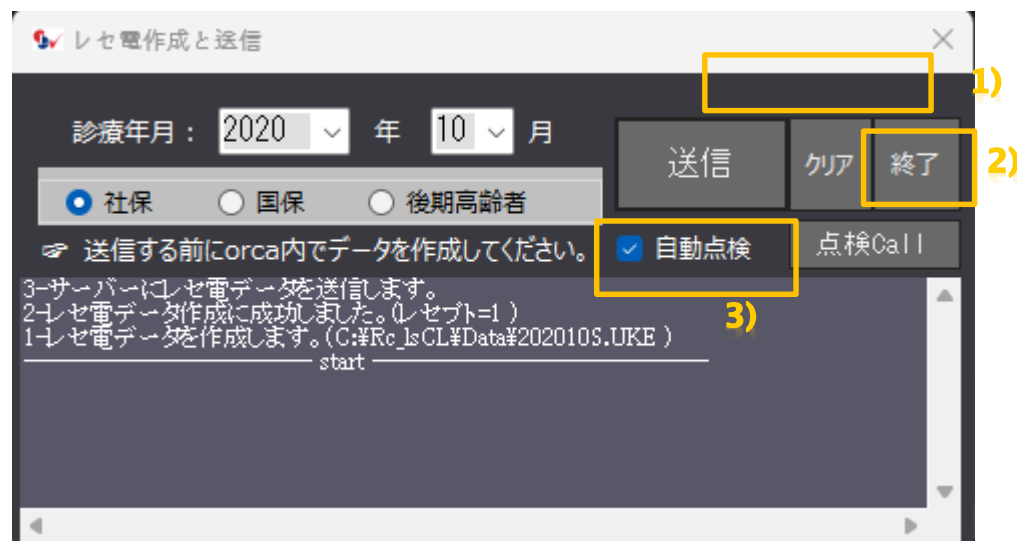 レセ電作成と送信
1)
診療年月： 2020 年 10 月
送信 クリア 終了
2)
社保 国保 後期高齢者
☞ 送信する前にorca内でデータを作成してください。 自動点検 点検Call
3)
3-サーバーにレセ電データを送信します。
2-レセ電データ作成に成功しました。(レセプト=1 )
1-レセ電データを作成します。(C:¥Rc_lsCL¥Data¥202010S.UKE )
start